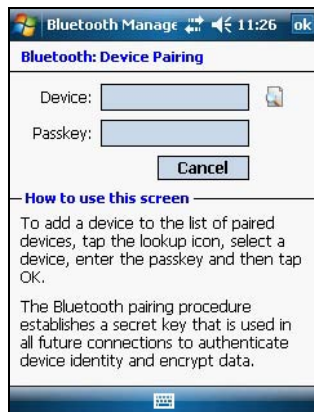 Bluetooth Manage 11:26 ok
Bluetooth: Device Pairing
Device:
Passkey:
Cancel
How to use this screen
To add a device to the list of paired
devices, tap the lookup icon, select a
device, enter the passkey and then tap
OK.
The Bluetooth pairing procedure
establishes a secret key that is used in
all future connections to authenticate
device identity and encrypt data.